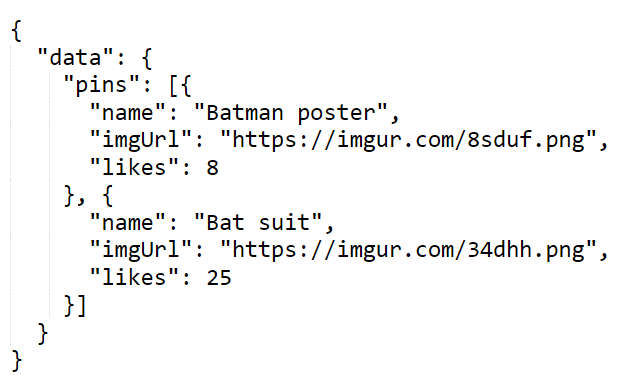 {
  "data": {
    "pins": [{
      "name": "Batman poster",
      "imgUrl": "https://imgur.com/8sduf.png",
      "likes": 8
    }, {
      "name": "Bat suit",
      "imgUrl": "https://imgur.com/34dhh.png",
      "likes": 25
    }]
  }
}